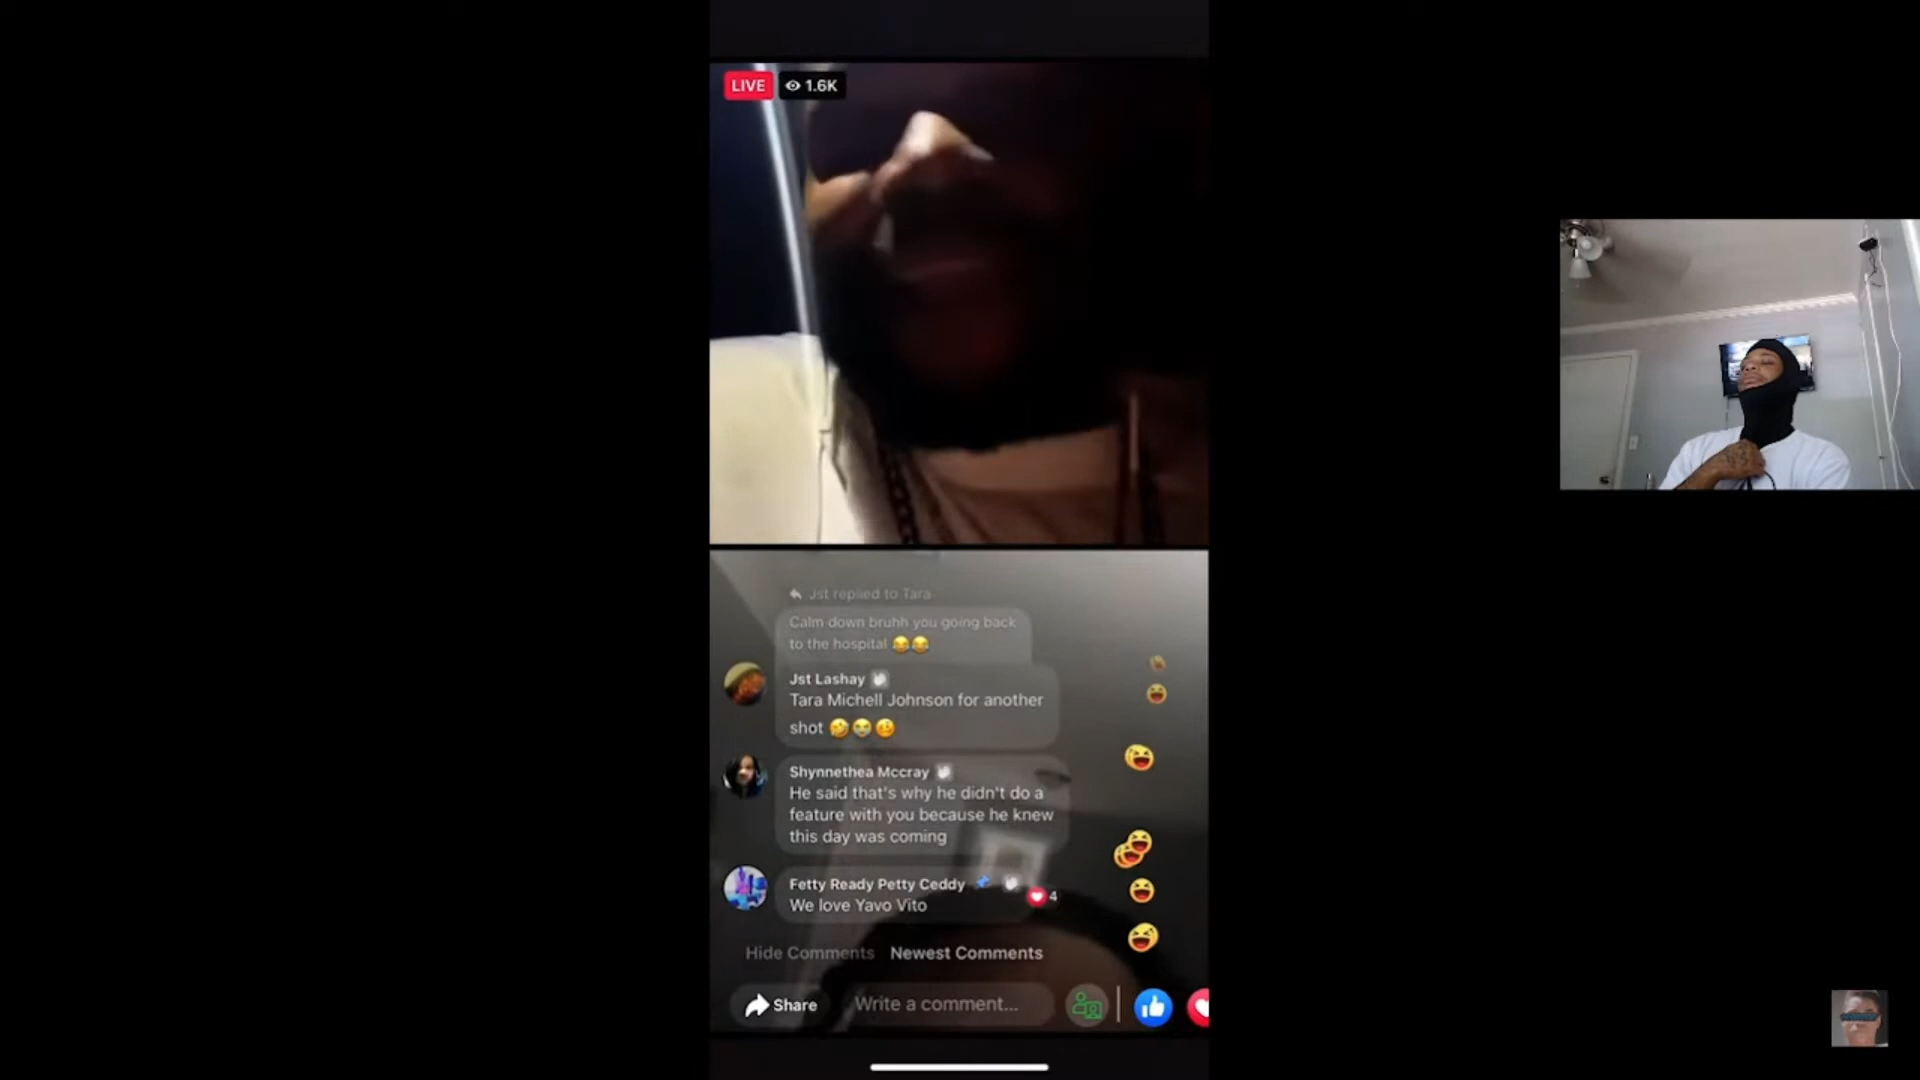 LIVE 1.6K
Jst replied to Tara
Calm down bruhh you going back
to the hospital 😂😂
Jst Lashay
Tara Michell Johnson for another
shot 🤣😭🥴
Shynnethea Mccray
He said that's why he didn't do a
feature with you because he knew
this day was coming
Fetty Ready Petty Ceddy
We love Yavo Vito
4
Hide Comments Newest Comments
Share Write a comment...